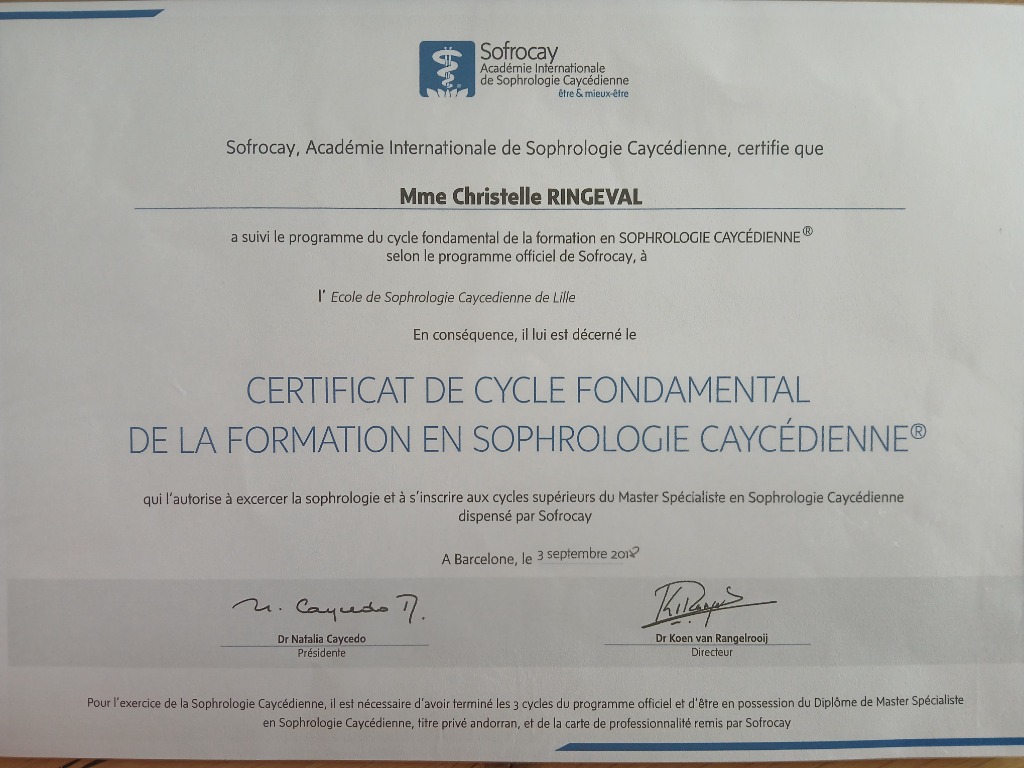 Sofrocay
Académie Internationale
de Sophrologie Caycédienne
être & mieux-être
Sofrocay, Académie Internationale de Sophrologie Caycédienne, certifie que
Mme Christelle RINGEVAL
a suivi le programme du cycle fondamental de la formation en SOPHROLOGIE CAYCÉDIENNE®
selon le programme officiel de Sofrocay, à
l' Ecole de Sophrologie Caycedienne de Lille
En conséquence, il lui est décerné le
CERTIFICAT DE CYCLE FONDAMENTAL
DE LA FORMATION EN SOPHROLOGIE CAYCÉDIENNE®
qui l'autorise à excercer la sophrologie et à s'inscrire aux cycles supérieurs du Master Spécialiste en Sophrologie Caycédienne
dispensé par Sofrocay
A Barcelone, le 3 septembre
N. Caycedo
Dr Natalia Caycedo
Présidente
Dr Koen van Rangelrooij
Directeur
Pour l'exercice de la Sophrologie Caycédienne, il est nécessaire d'avoir terminé les 3 cycles du programme officiel et d'être en possession du Diplôme de Master Spécialiste
en Sophrologie Caycédienne, titre privé andorran, et de la carte de professionnalité remis par Sofrocay